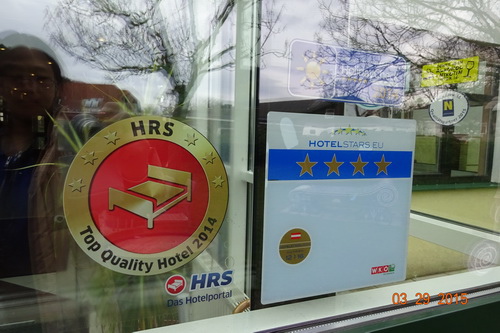 HRS
Top Quality Hotel 2014
HRS
Das Hotelportal
HOTELSTARS.EU
WKO
03 29 2015